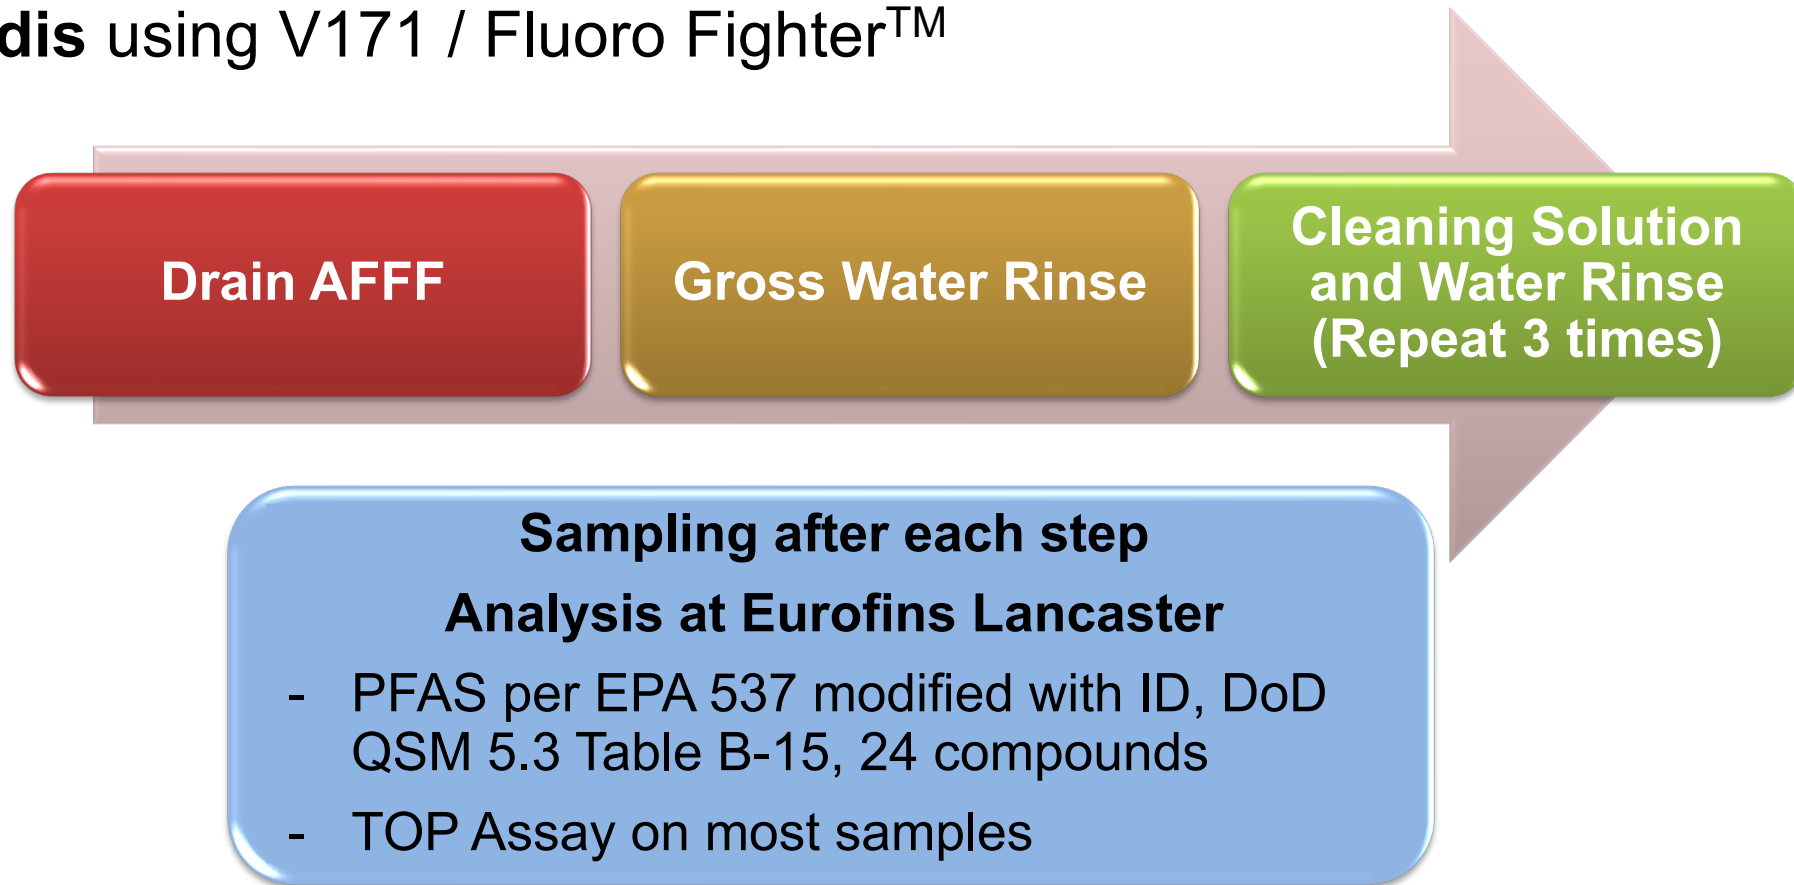 dis using V171 / Fluoro Fighter™
Drain AFFF
Gross Water Rinse
Cleaning Solution
and Water Rinse
(Repeat 3 times)
Sampling after each step
Analysis at Eurofins Lancaster
- PFAS per EPA 537 modified with ID, DoD
QSM 5.3 Table B-15, 24 compounds
- TOP Assay on most samples